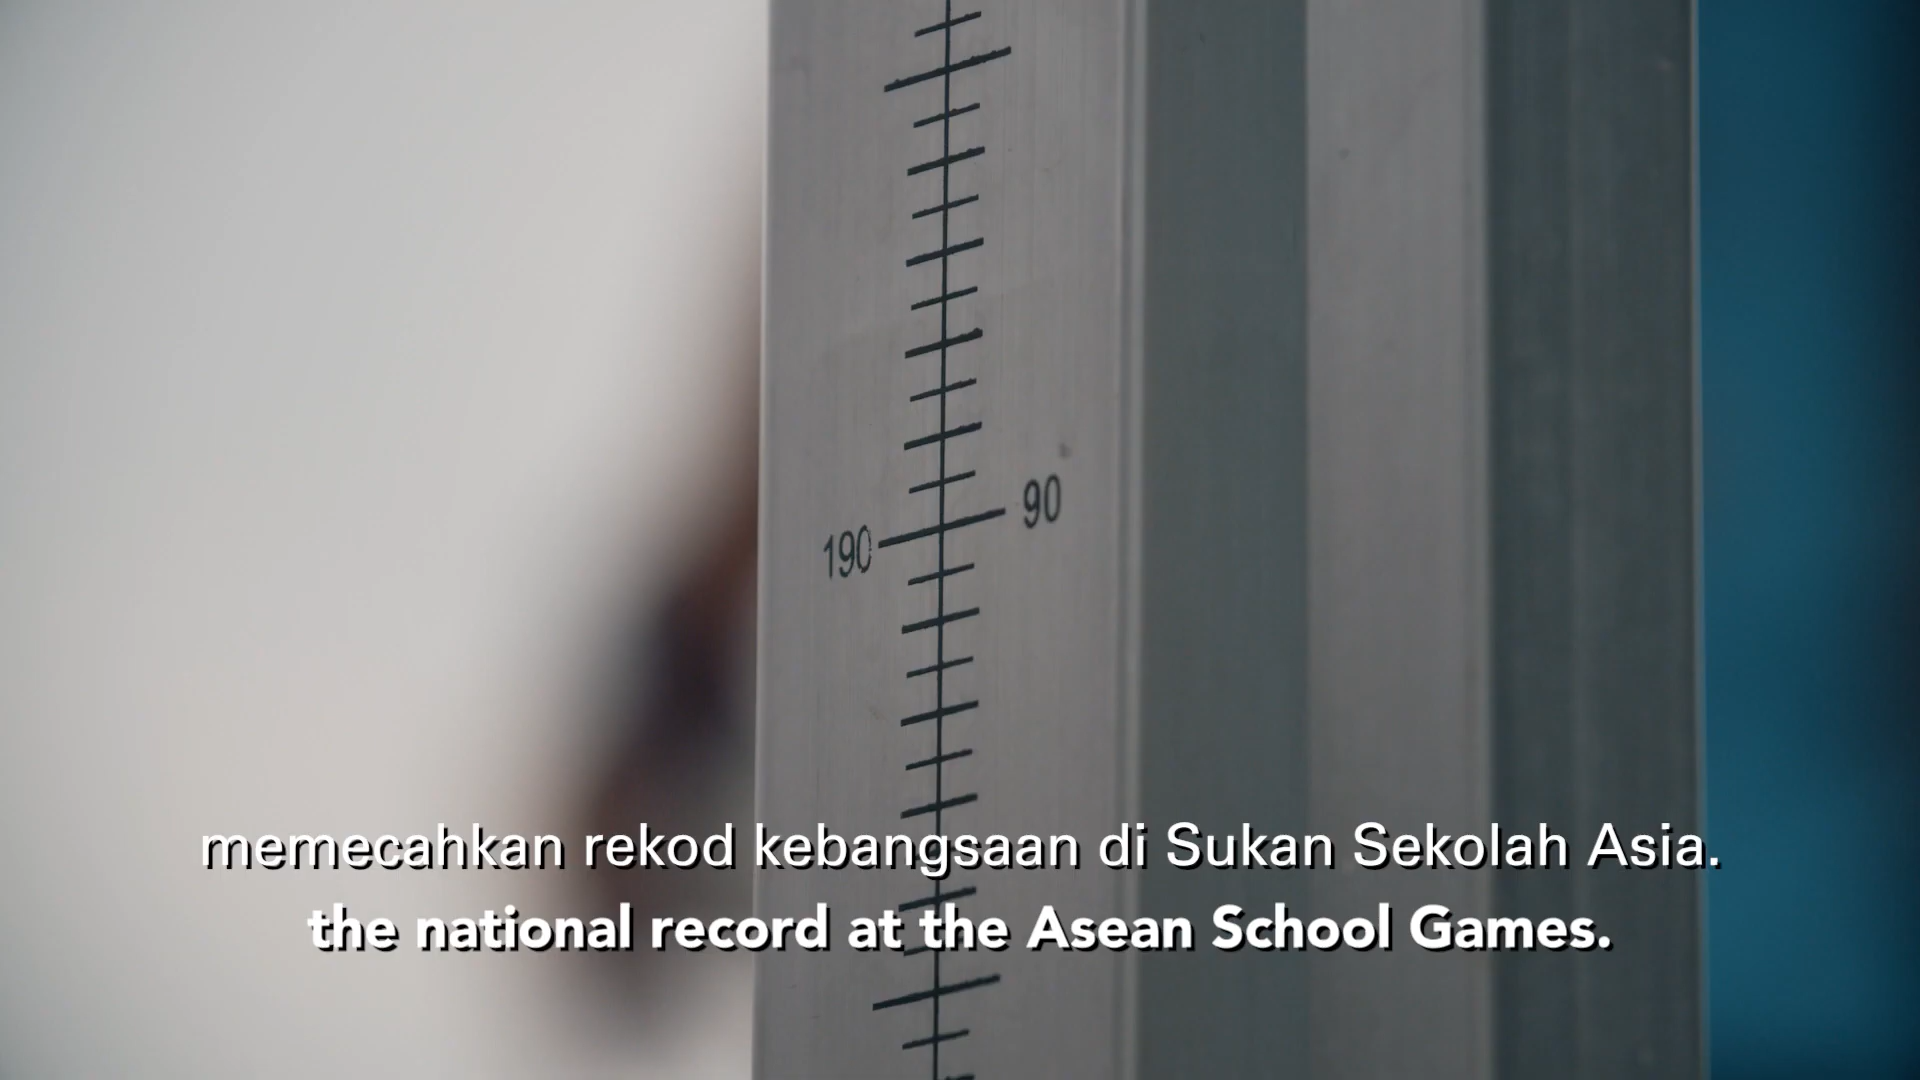 90
190
memecahkan rekod kebangsaan di Sukan Sekolah Asia.
the national record at the Asean School Games.